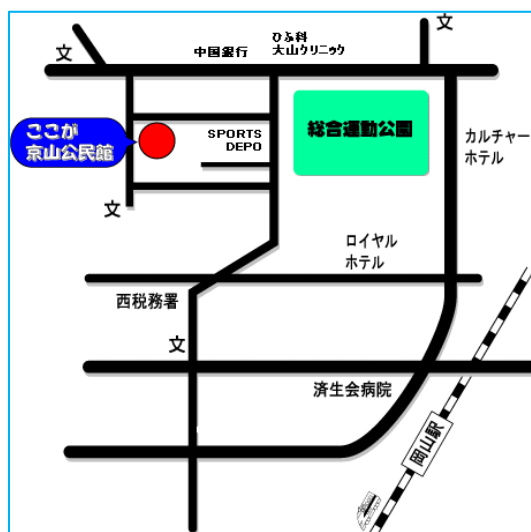 文
ひふ科
文
中国銀行
大山クリニック
ここが
京山公民館
SPORTS
DEPO
総合運動公園
カルチャー
ホテル
文
ロイヤル
ホテル
西税務署
文
済生会病院
岡山駅